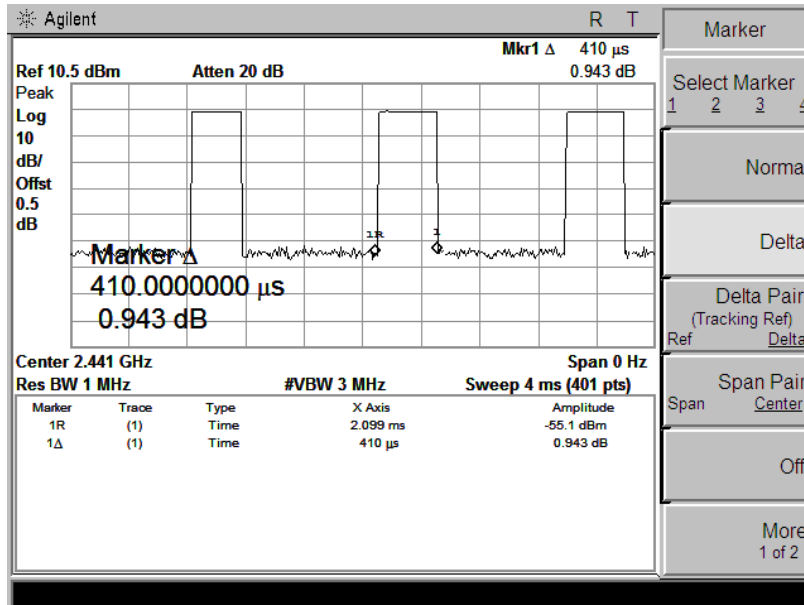 Agilent R T
Mkr1 Δ 410 μs
Ref 10.5 dBm Atten 20 dB 0.943 dB
Peak
Log
10
dB/
Offst
0.5
dB
1R 1
Marker Δ
410.0000000 μs
0.943 dB
Center 2.441 GHz Span 0 Hz
Res BW 1 MHz #VBW 3 MHz Sweep 4 ms (401 pts)
Marker Trace Type X Axis Amplitude
1R (1) Time 2.099 ms -55.1 dBm
1Δ (1) Time 410 μs 0.943 dB
Marker
Select Marker
1 2 3 4
Norma
Delta
Delta Pair
(Tracking Ref)
Ref Delta
Span Pair
Span Center
Off
More
1 of 2